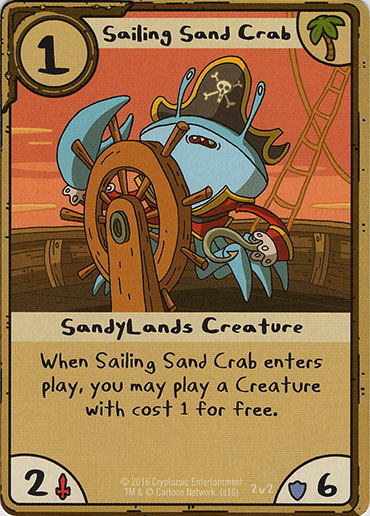 1
Sailing Sand Crab
SandyLands Creature
When Sailing Sand Crab enters
play, you may play a Creature
with cost 1 for free.
2
© 2016 Cryptozoic Entertainment
TM & © Cartoon Network. (s16)
2v2
6